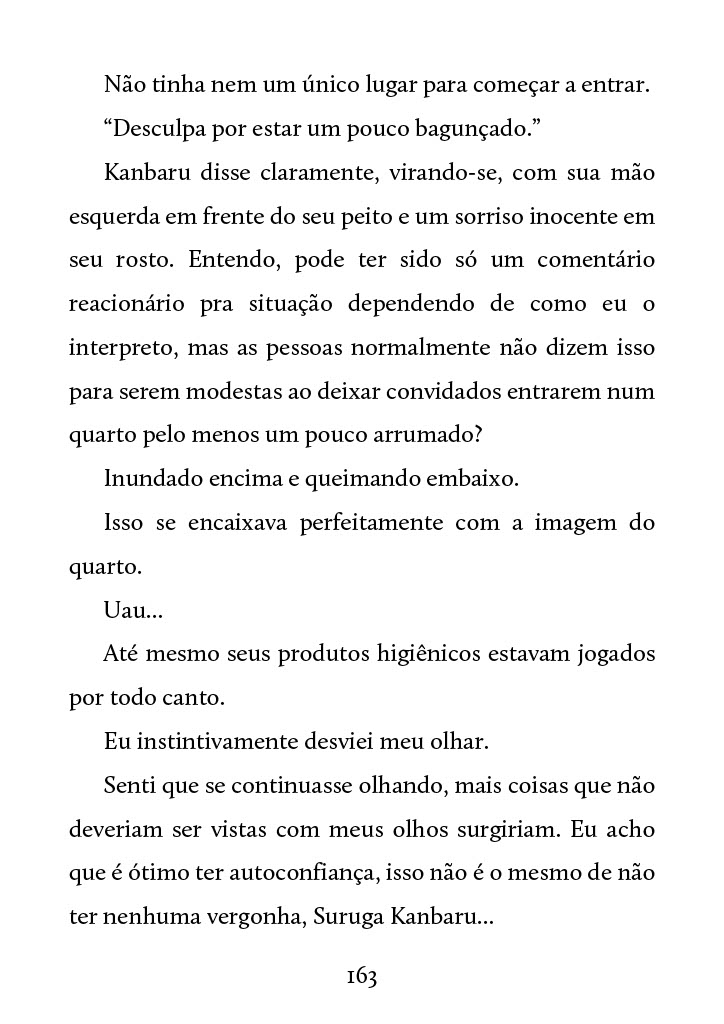 Não tinha nem um único lugar para começar a entrar.
“Desculpa por estar um pouco bagunçado.”
Kanbaru disse claramente, virando-se, com sua mão
esquerda em frente do seu peito e um sorriso inocente em
seu rosto. Entendo, pode ter sido só um comentário
reacionário pra situação dependendo de como eu o
interpreto, mas as pessoas normalmente não dizem isso
para serem modestas ao deixar convidados entrarem num
quarto pelo menos um pouco arrumado?
Inundado encima e queimando embaixo.
Isso se encaixava perfeitamente com a imagem do
quarto.
Uau...
Até mesmo seus produtos higiênicos estavam jogados
por todo canto.
Eu instintivamente desviei meu olhar.
Senti que se continuasse olhando, mais coisas que não
deveriam ser vistas com meus olhos surgiriam. Eu acho
que é ótimo ter autoconfiança, isso não é o mesmo de não
ter nenhuma vergonha, Suruga Kanbaru...
163